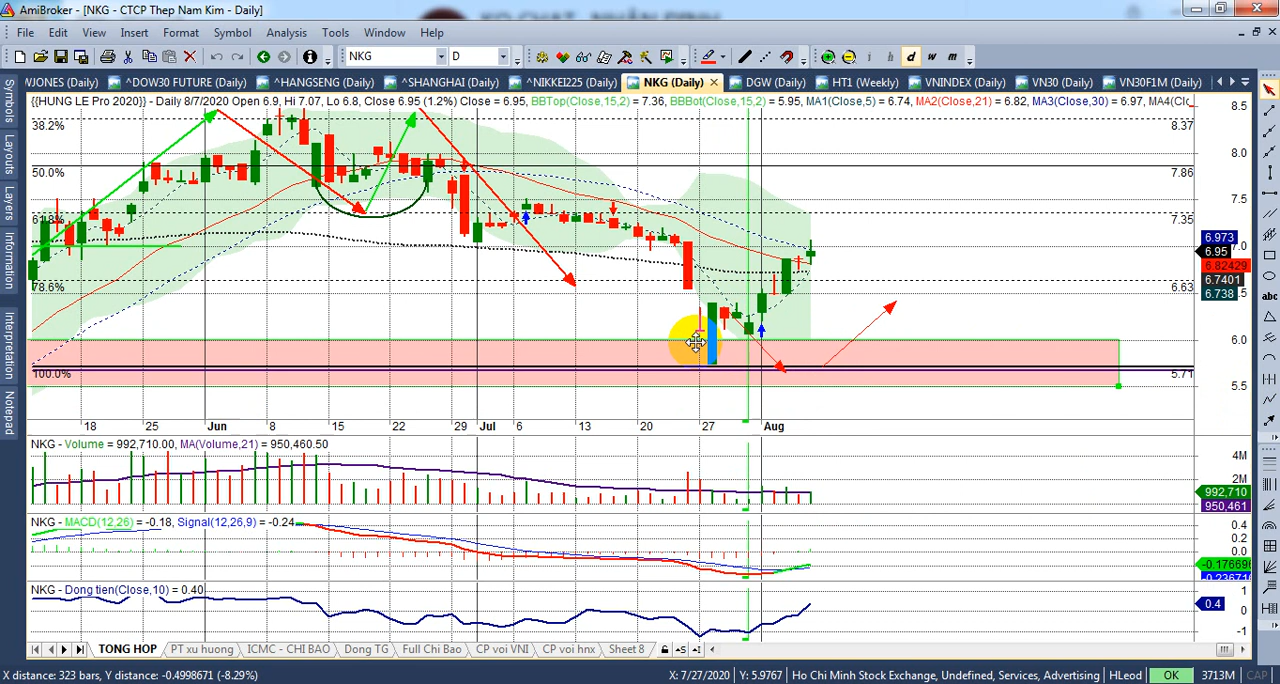 AmiBroker - [NKG - CTCP Thep Nam Kim - Daily]
File Edit View Insert Format Symbol Analysis Tools Window Help
NKG D
i h d w m
VJONES (Daily) ^DOW30 FUTURE (Daily) ^HANGSENG (Daily) ^SHANGHAI (Daily) ^NIKKEI225 (Daily) NKG (Daily) DGW (Daily) HT1 (Weekly) VNINDEX (Daily) VN30 (Daily) VN30F1M (Daily)
Symbols
Layouts
Layers
Information
Interpretation
Notepad
{{HUNG LE Pro 2020}} - Daily 8/7/2020 Open 6.9, Hi 7.07, Lo 6.8, Close 6.95 (1.2%) Close = 6.95, BBTop(Close,15,2) = 7.36, BBBot(Close,15,2) = 5.95, MA1(Close,5) = 6.74, MA2(Close,21) = 6.82, MA3(Close,30) = 6.97, MA4(Clc
8.5
38.2% 8.37
8.0
50.0% 7.86
7.5
61.8% 7.35
6.973
7.0
6.95
6.82429
6.7401
78.6% 6.63
6.738
6.0
100.0% 5.71
5.5
18 25 Jun 8 15 22 29 Jul 6 13 20 27 Aug
NKG - Volume = 992,710.00, MA(Volume,21) = 950,460.50
4M
2M
992,710
950,461
NKG - MACD(12,26) = -0.18, Signal(12,26,9) = -0.24
0.4
0.2
0.0
-0.17669
NKG - Dong tien(Close,10) = 0.40
1
0.4
0
-1
TONG HOP PT xu huong ICMC - CHI BAO Dong TG Full Chi Bao CP voi VNI CP voi hnx Sheet 8
X distance: 323 bars, Y distance: -0.4998671 (-8.29%) X: 7/27/2020 Y: 5.9767 Ho Chi Minh Stock Exchange, Undefined, Services, Advertising HLeod OK 3713M CAP
abc